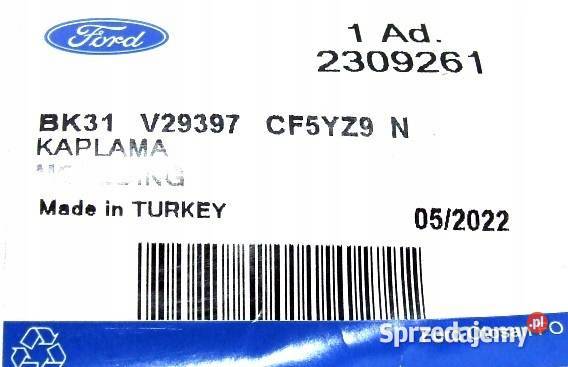 Ford
1 Ad.
2309261
BK31 V29397 CF5YZ9 N
KAPLAMA
Made in TURKEY
05/2022
Sprzedajemy.pl